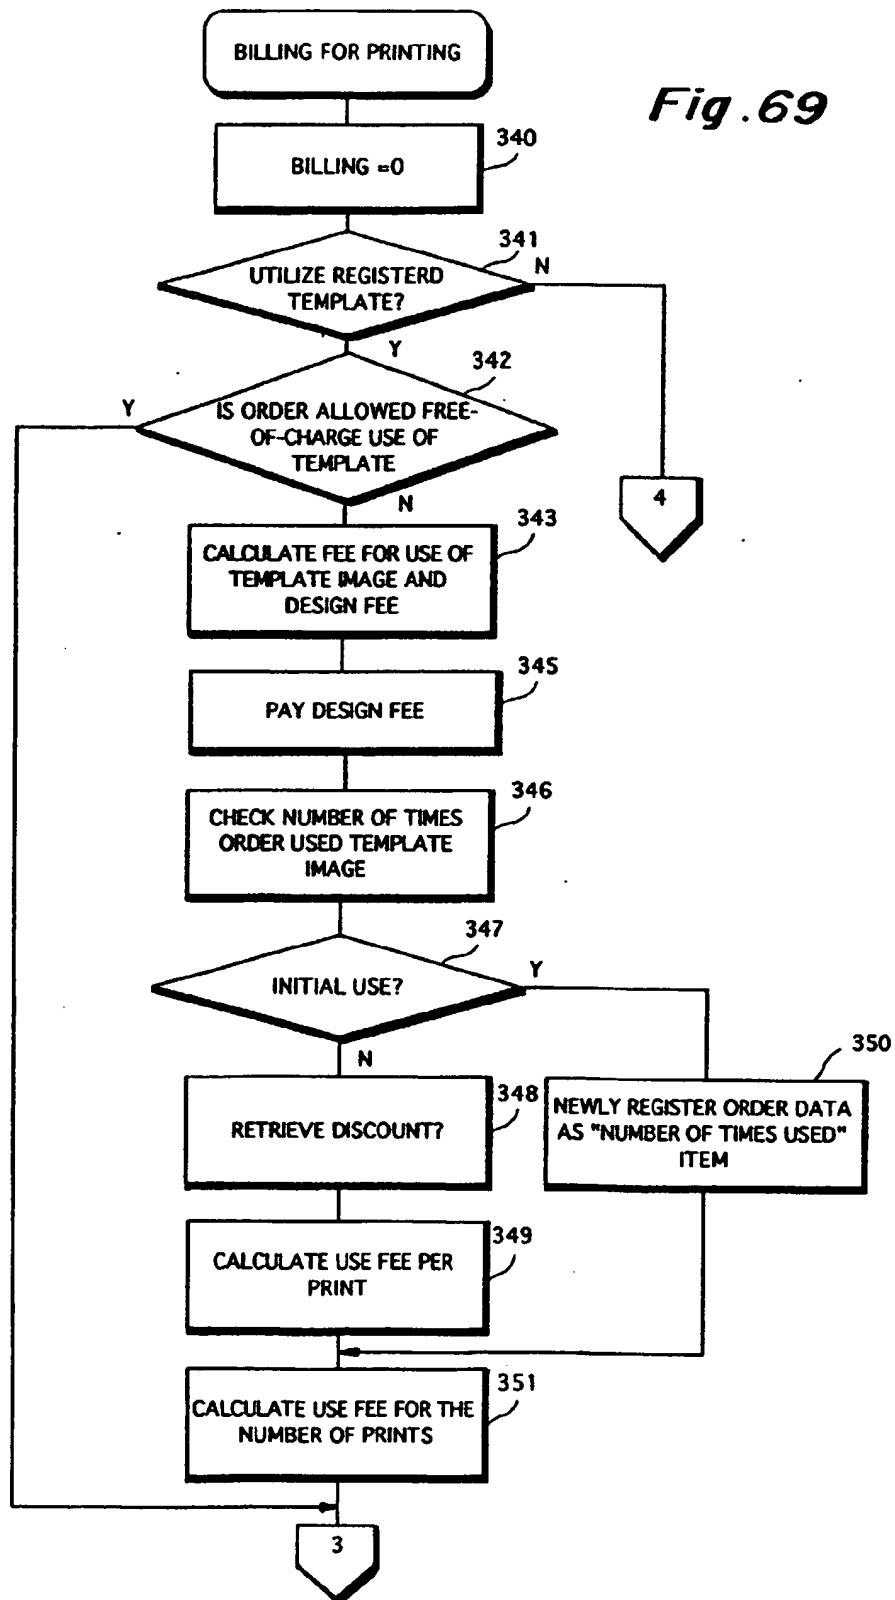 BILLING FOR PRINTING
Fig.69
340
BILLING =0
341
UTILIZE REGISTERD
TEMPLATE?
N
Y
342
Y
IS ORDER ALLOWED FREE-
OF-CHARGE USE OF
TEMPLATE
N
4
343
CALCULATE FEE FOR USE OF
TEMPLATE IMAGE AND
DESIGN FEE
345
PAY DESIGN FEE
346
CHECK NUMBER OF TIMES
ORDER USED TEMPLATE
IMAGE
347
INITIAL USE?
Y
N
348
RETRIEVE DISCOUNT?
350
NEWLY REGISTER ORDER DATA
AS "NUMBER OF TIMES USED"
ITEM
349
CALCULATE USE FEE PER
PRINT
351
CALCULATE USE FEE FOR THE
NUMBER OF PRINTS
3